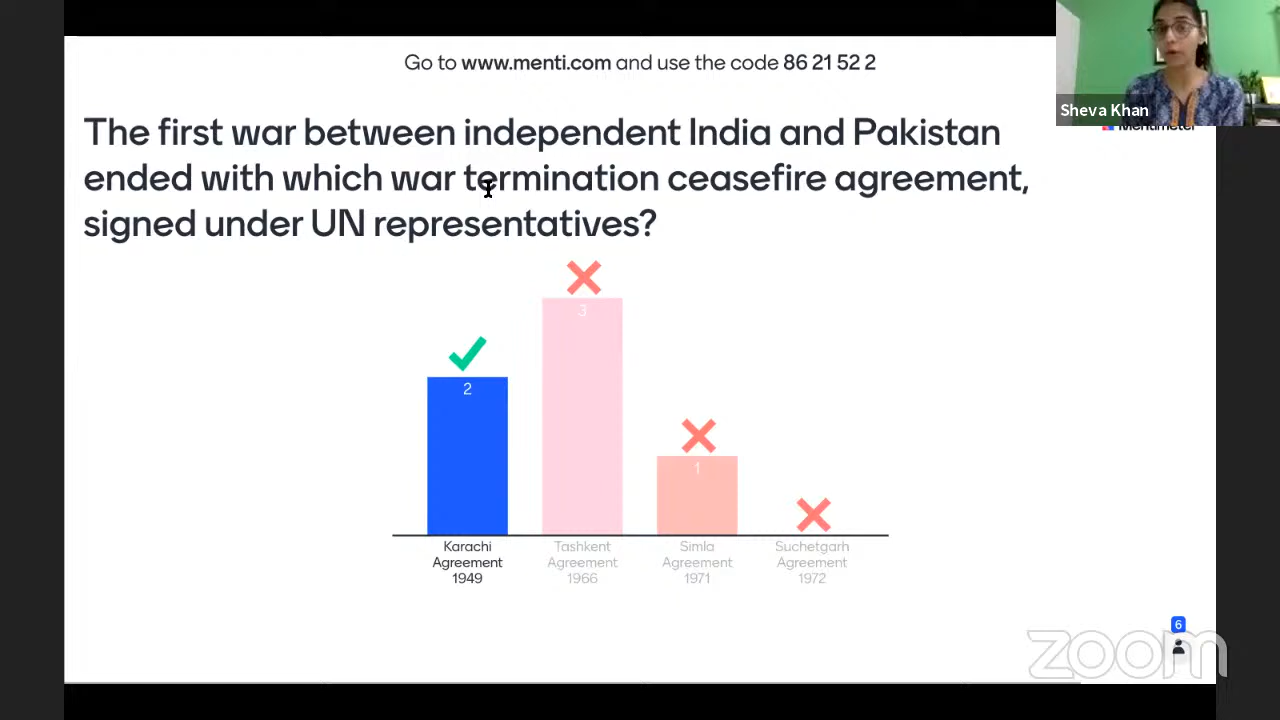 Go to www.menti.com and use the code 86 21 52 2
Sheva Khan
Mentimeter
The first war between independent India and Pakistan
ended with which war termination ceasefire agreement,
signed under UN representatives?
2
3
1
Karachi
Agreement
1949
Tashkent
Agreement
1966
Simla
Agreement
1971
Suchetgarh
Agreement
1972
6
zoom